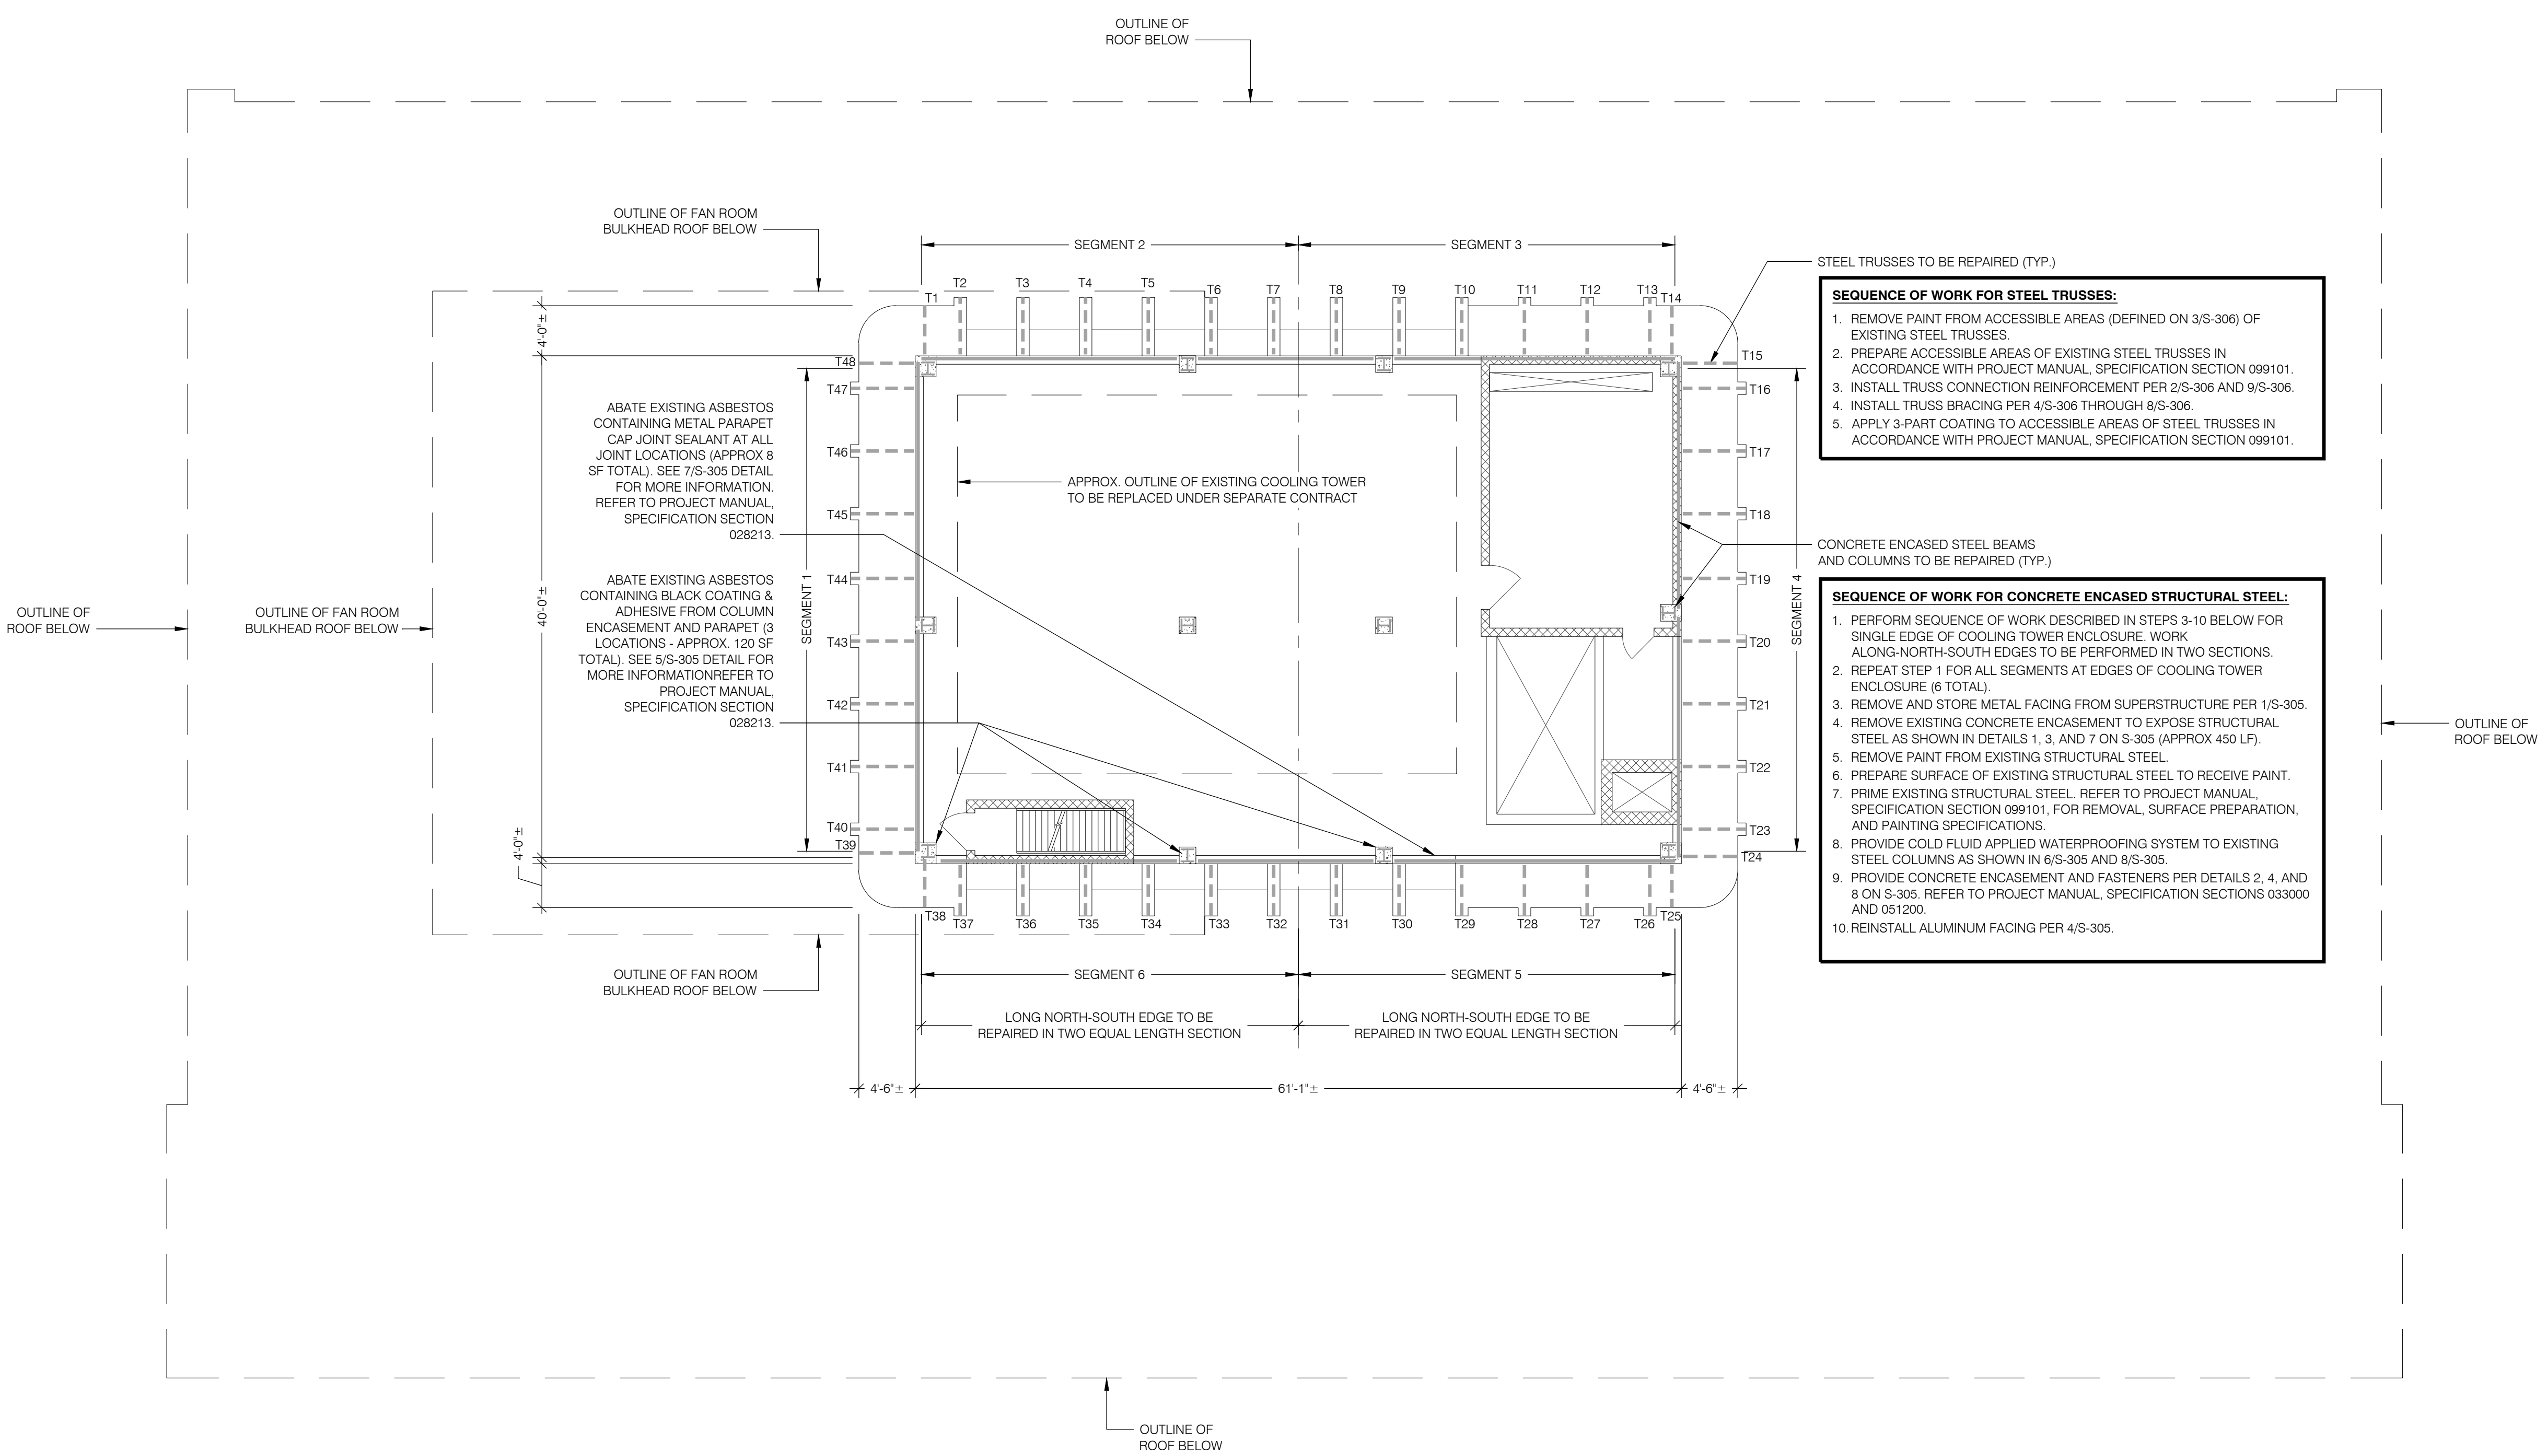 OUTLINE OF
ROOF BELOW
OUTLINE OF FAN ROOM
BULKHEAD ROOF BELOW
SEGMENT 2
SEGMENT 3
STEEL TRUSSES TO BE REPAIRED (TYP.)
T1
T2
T3
T4
T5
T6
T7
T8
T9
T10
T11
T12
T13
T14
SEQUENCE OF WORK FOR STEEL TRUSSES:
1. REMOVE PAINT FROM ACCESSIBLE AREAS (DEFINED ON 3/S-306) OF
EXISTING STEEL TRUSSES.
2. PREPARE ACCESSIBLE AREAS OF EXISTING STEEL TRUSSES IN
ACCORDANCE WITH PROJECT MANUAL, SPECIFICATION SECTION 099101.
3. INSTALL TRUSS CONNECTION REINFORCEMENT PER 2/S-306 AND 9/S-306.
4. INSTALL TRUSS BRACING PER 4/S-306 THROUGH 8/S-306.
5. APPLY 3-PART COATING TO ACCESSIBLE AREAS OF STEEL TRUSSES IN
ACCORDANCE WITH PROJECT MANUAL, SPECIFICATION SECTION 099101.
4'-0"±
40'-0"±
4'-0"±
T48
T47
T46
T45
T44
T43
T42
T41
T40
T39
SEGMENT 1
ABATE EXISTING ASBESTOS
CONTAINING METAL PARAPET
CAP JOINT SEALANT AT ALL
JOINT LOCATIONS (APPROX 8
SF TOTAL). SEE 7/S-305 DETAIL
FOR MORE INFORMATION.
REFER TO PROJECT MANUAL,
SPECIFICATION SECTION
028213.
ABATE EXISTING ASBESTOS
CONTAINING BLACK COATING &
ADHESIVE FROM COLUMN
ENCASEMENT AND PARAPET (3
LOCATIONS - APPROX. 120 SF
TOTAL). SEE 5/S-305 DETAIL FOR
MORE INFORMATIONREFER TO
PROJECT MANUAL,
SPECIFICATION SECTION
028213.
APPROX. OUTLINE OF EXISTING COOLING TOWER
TO BE REPLACED UNDER SEPARATE CONTRACT
T15
T16
T17
T18
T19
T20
T21
T22
T23
T24
SEGMENT 4
CONCRETE ENCASED STEEL BEAMS
AND COLUMNS TO BE REPAIRED (TYP.)
SEQUENCE OF WORK FOR CONCRETE ENCASED STRUCTURAL STEEL:
1. PERFORM SEQUENCE OF WORK DESCRIBED IN STEPS 3-10 BELOW FOR
SINGLE EDGE OF COOLING TOWER ENCLOSURE. WORK
ALONG-NORTH-SOUTH EDGES TO BE PERFORMED IN TWO SECTIONS.
2. REPEAT STEP 1 FOR ALL SEGMENTS AT EDGES OF COOLING TOWER
ENCLOSURE (6 TOTAL).
3. REMOVE AND STORE METAL FACING FROM SUPERSTRUCTURE PER 1/S-305.
4. REMOVE EXISTING CONCRETE ENCASEMENT TO EXPOSE STRUCTURAL
STEEL AS SHOWN IN DETAILS 1, 3, AND 7 ON S-305 (APPROX 450 LF).
5. REMOVE PAINT FROM EXISTING STRUCTURAL STEEL.
6. PREPARE SURFACE OF EXISTING STRUCTURAL STEEL TO RECEIVE PAINT.
7. PRIME EXISTING STRUCTURAL STEEL. REFER TO PROJECT MANUAL,
SPECIFICATION SECTION 099101, FOR REMOVAL, SURFACE PREPARATION,
AND PAINTING SPECIFICATIONS.
8. PROVIDE COLD FLUID APPLIED WATERPROOFING SYSTEM TO EXISTING
STEEL COLUMNS AS SHOWN IN 6/S-305 AND 8/S-305.
9. PROVIDE CONCRETE ENCASEMENT AND FASTENERS PER DETAILS 2, 4, AND
8 ON S-305. REFER TO PROJECT MANUAL, SPECIFICATION SECTIONS 033000
AND 051200.
10. REINSTALL ALUMINUM FACING PER 4/S-305.
OUTLINE OF
ROOF BELOW
OUTLINE OF FAN ROOM
BULKHEAD ROOF BELOW
OUTLINE OF
ROOF BELOW
T38
T37
T36
T35
T34
T33
T32
T31
T30
T29
T28
T27
T26
T25
OUTLINE OF FAN ROOM
BULKHEAD ROOF BELOW
SEGMENT 6
SEGMENT 5
LONG NORTH-SOUTH EDGE TO BE
REPAIRED IN TWO EQUAL LENGTH SECTION
LONG NORTH-SOUTH EDGE TO BE
REPAIRED IN TWO EQUAL LENGTH SECTION
4'-6"±
61'-1"±
4'-6"±
OUTLINE OF
ROOF BELOW